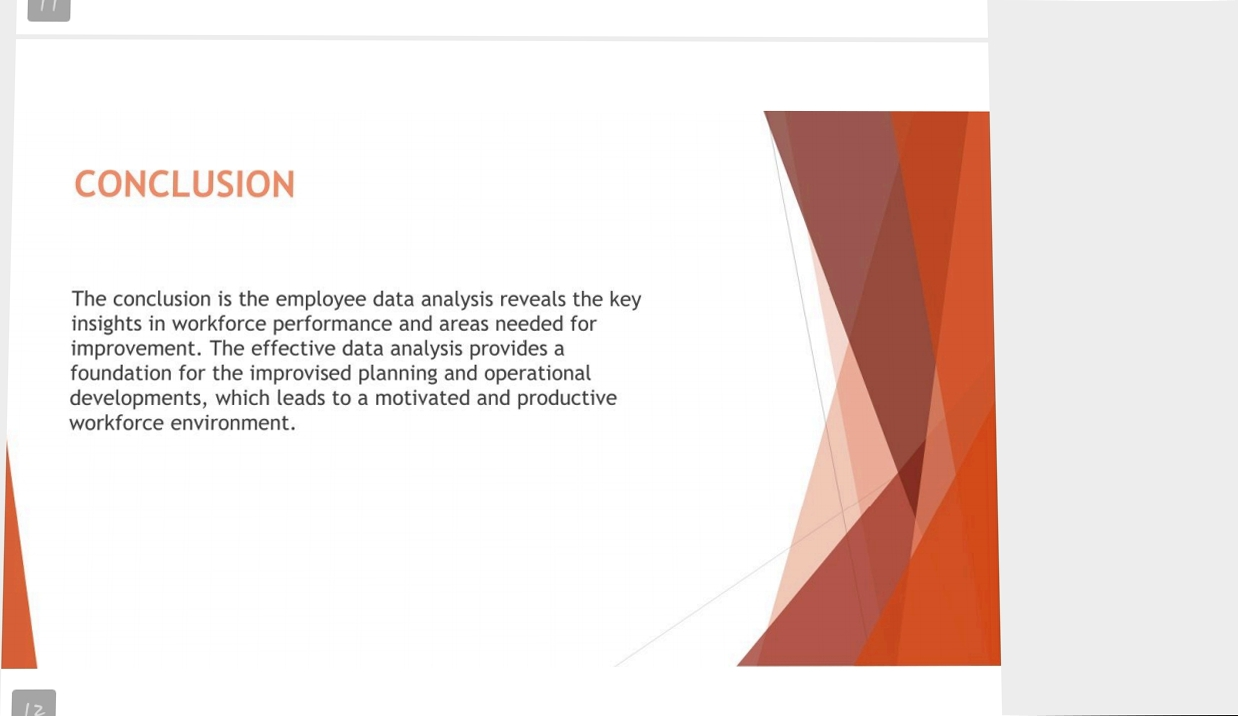 11
CONCLUSION
The conclusion is the employee data analysis reveals the key
insights in workforce performance and areas needed for
improvement. The effective data analysis provides a
foundation for the improvised planning and operational
developments, which leads to a motivated and productive
workforce environment.
12